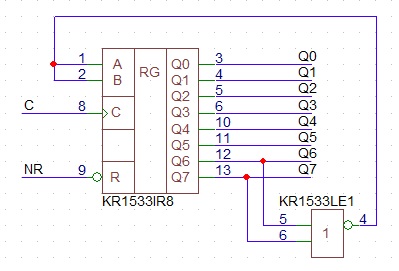 1 A RG Q0 3 Q0
2 B Q1 4 Q1
Q2 5 Q2
C 8 C Q3 6 Q3
Q4 10 Q4
Q5 11 Q5
Q6 12 Q6
NR 9 R Q7 13 Q7
KR1533IR8 KR1533LE1
5 1 4
6